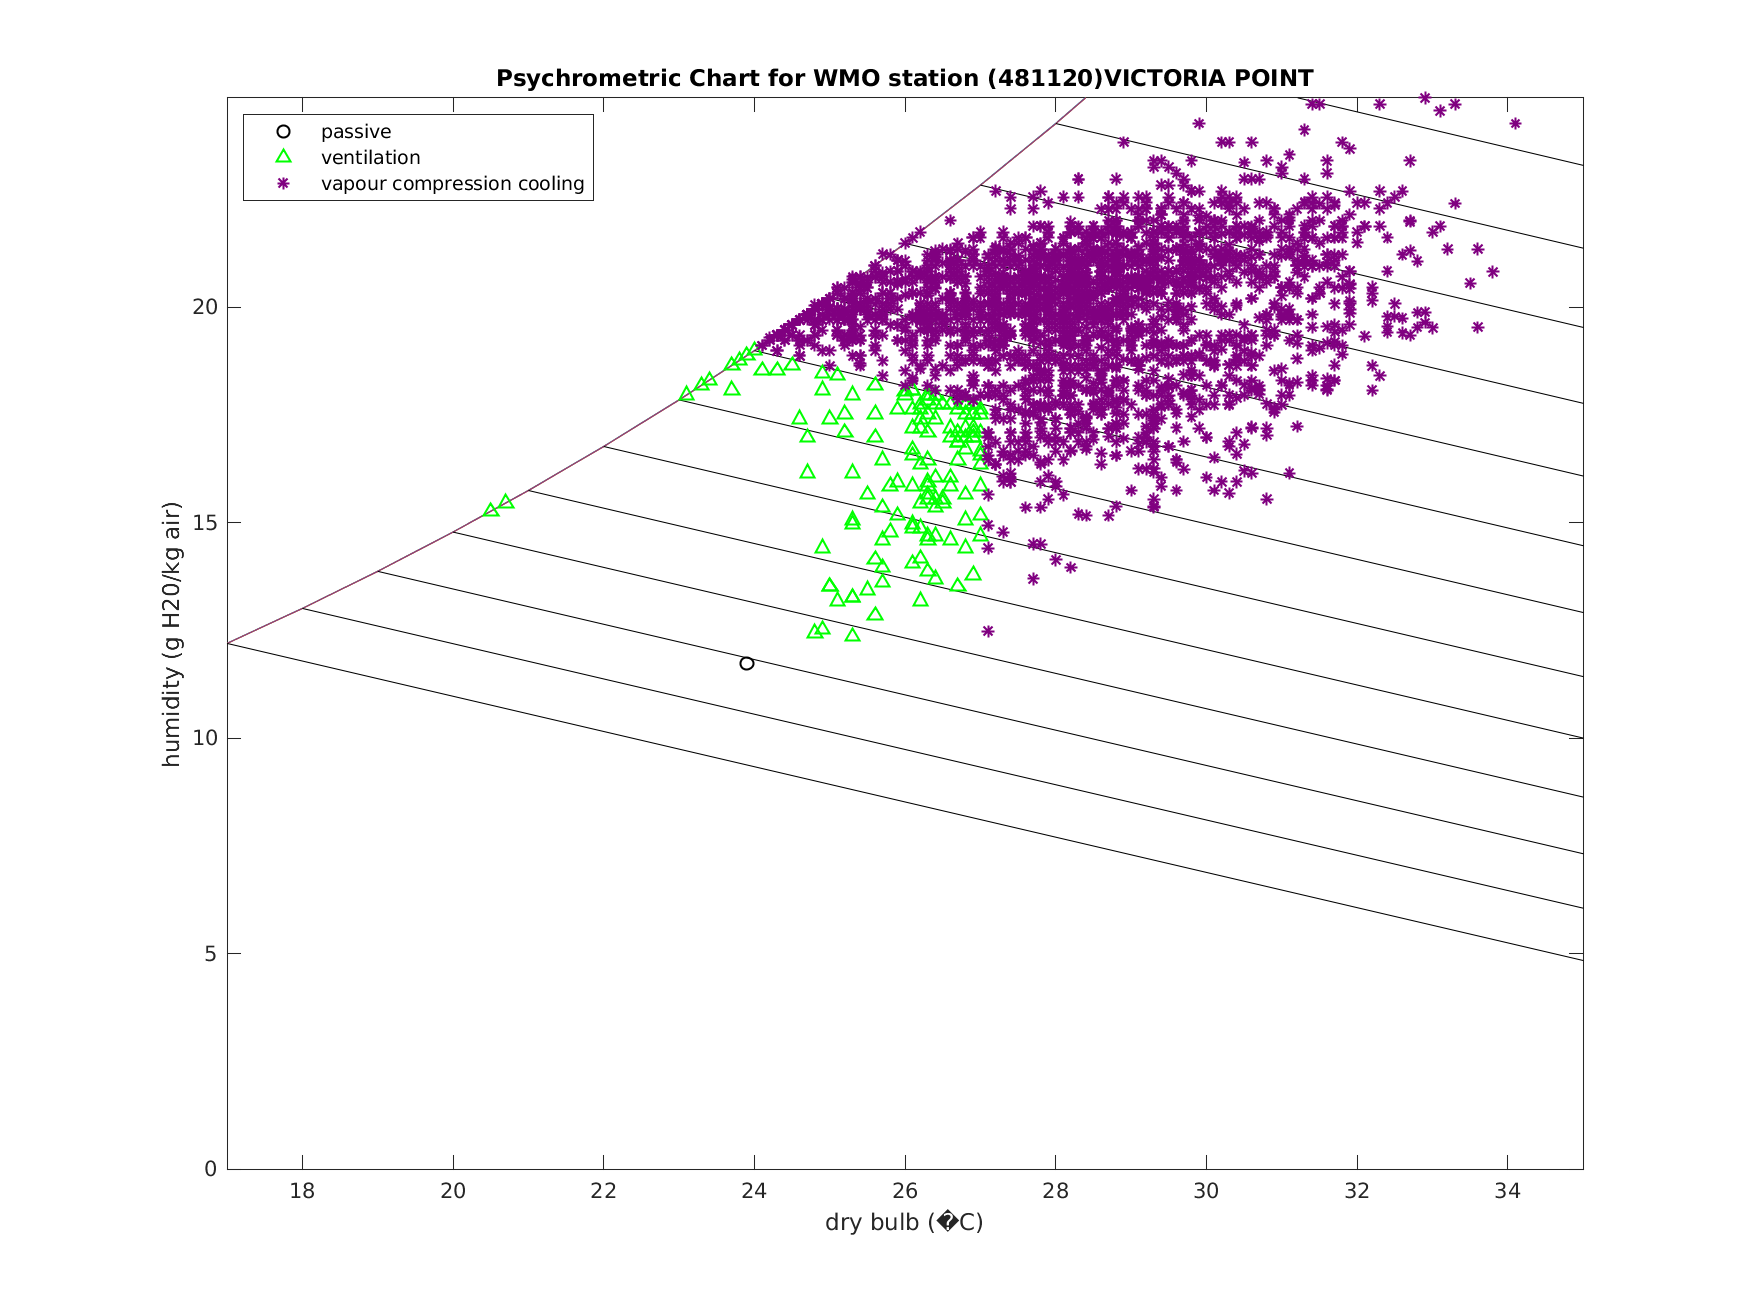 Psychrometric Chart for WMO station (481120)VICTORIA POINT
passive
ventilation
vapour compression cooling
humidity (g H20/kg air)
20
15
10
5
0
18 20 22 24 26 28 30 32 34
dry bulb (�C)